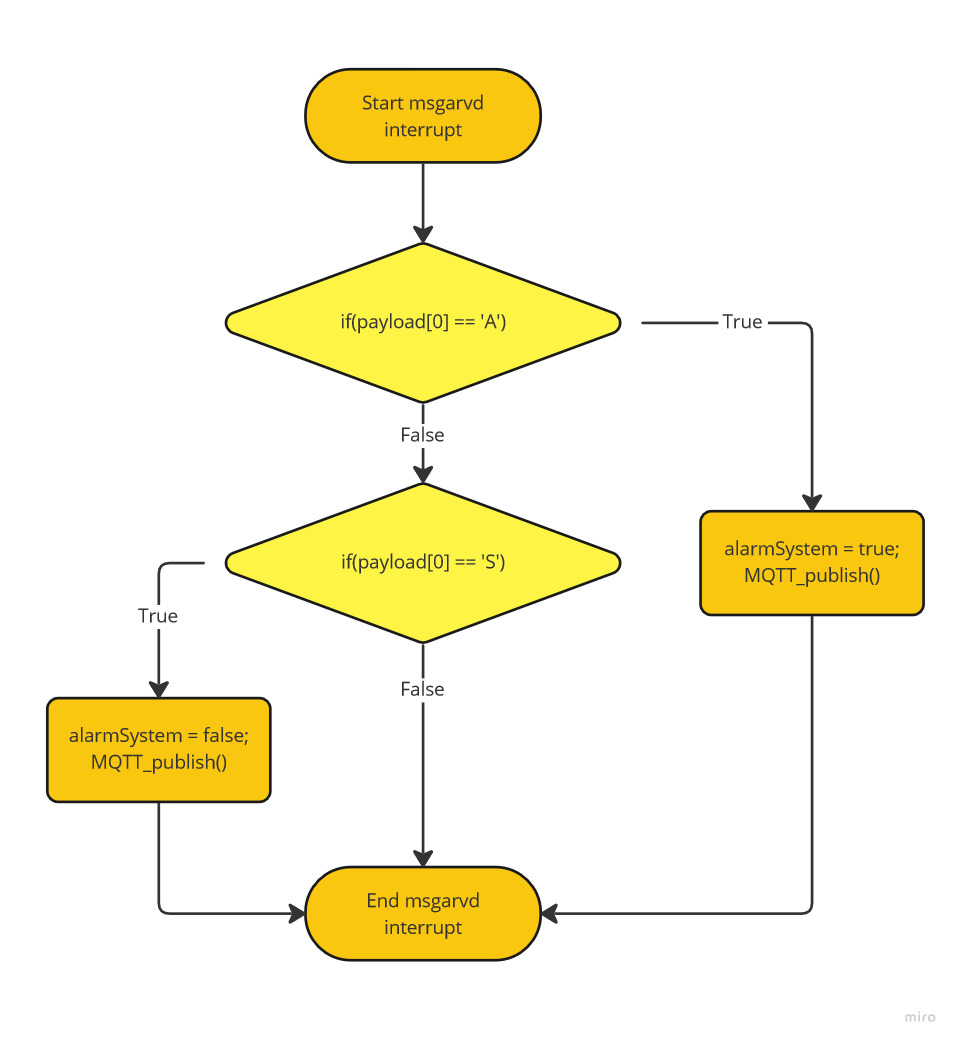 Start msgarvd
interrupt
if(payload[0] == 'A')
True
False
if(payload[0] == 'S')
alarmSystem = true;
MQTT_publish()
True
False
alarmSystem = false;
MQTT_publish()
End msgarvd
interrupt
miro